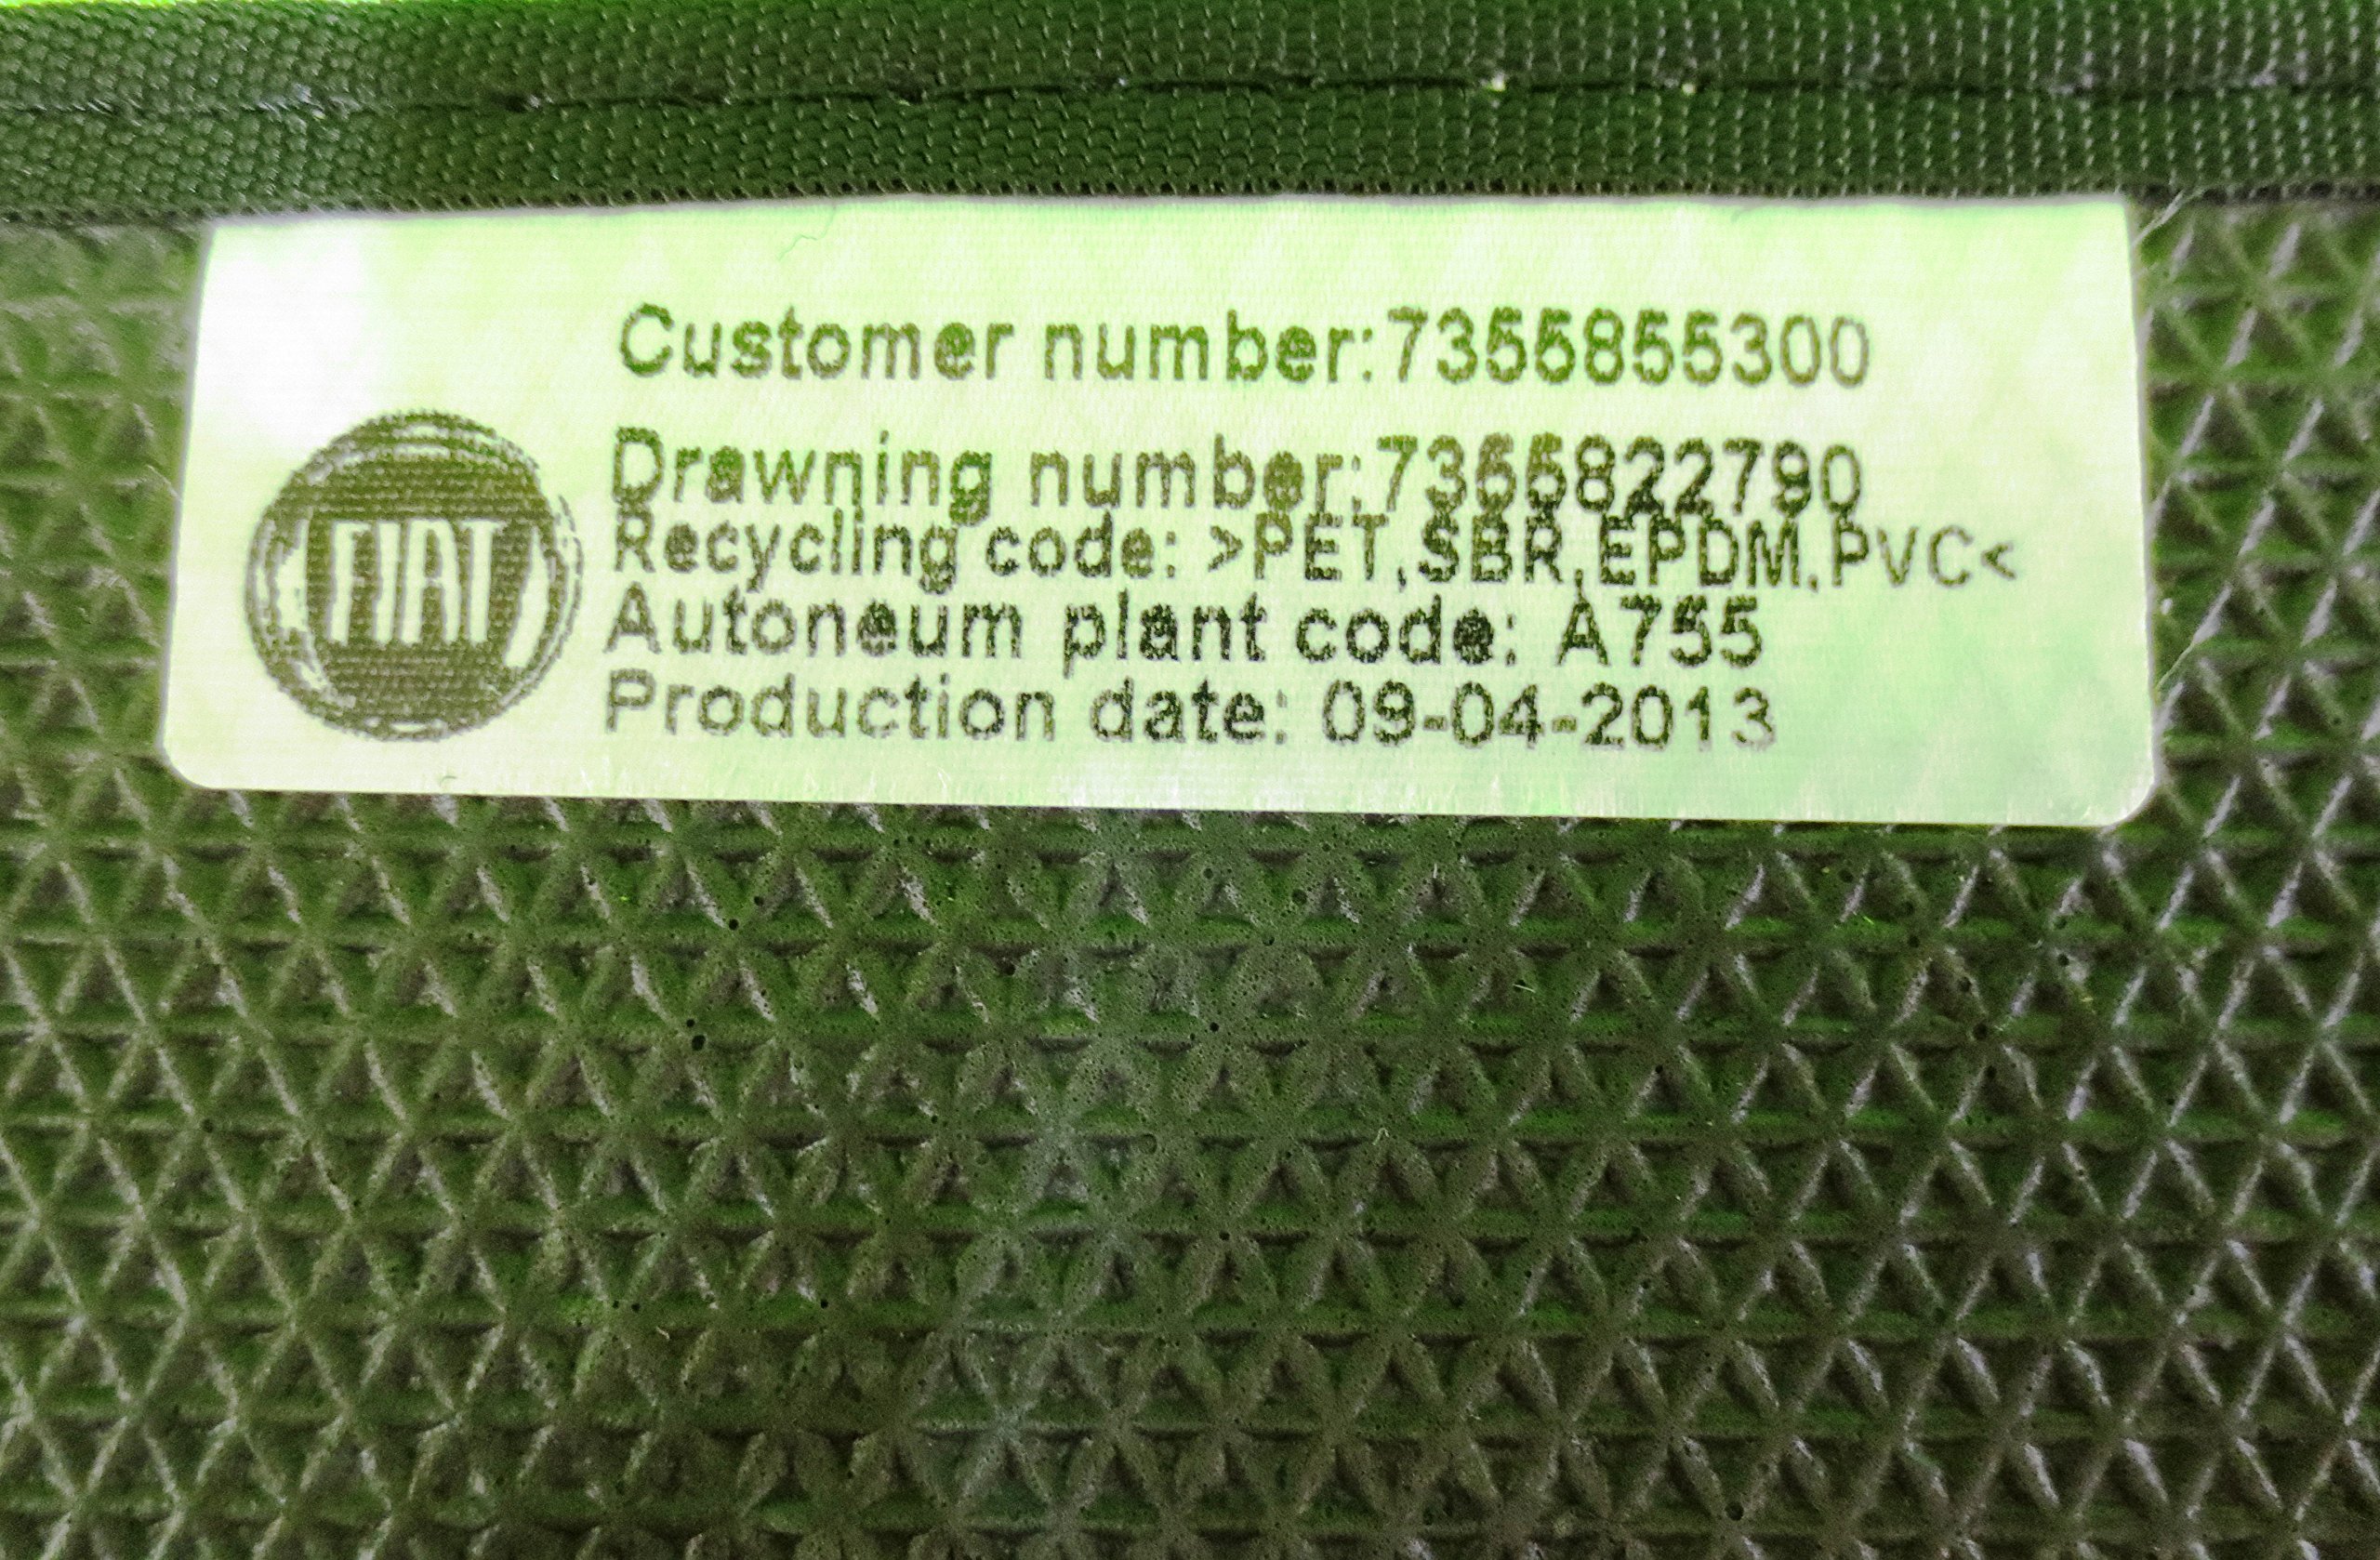 Customer number:7355855300
Drawning number:7355822790
Recycling code: >PET,SBR,EPDM,PVC<
Autoneum plant code: A755
Production date: 09-04-2013
FIAT